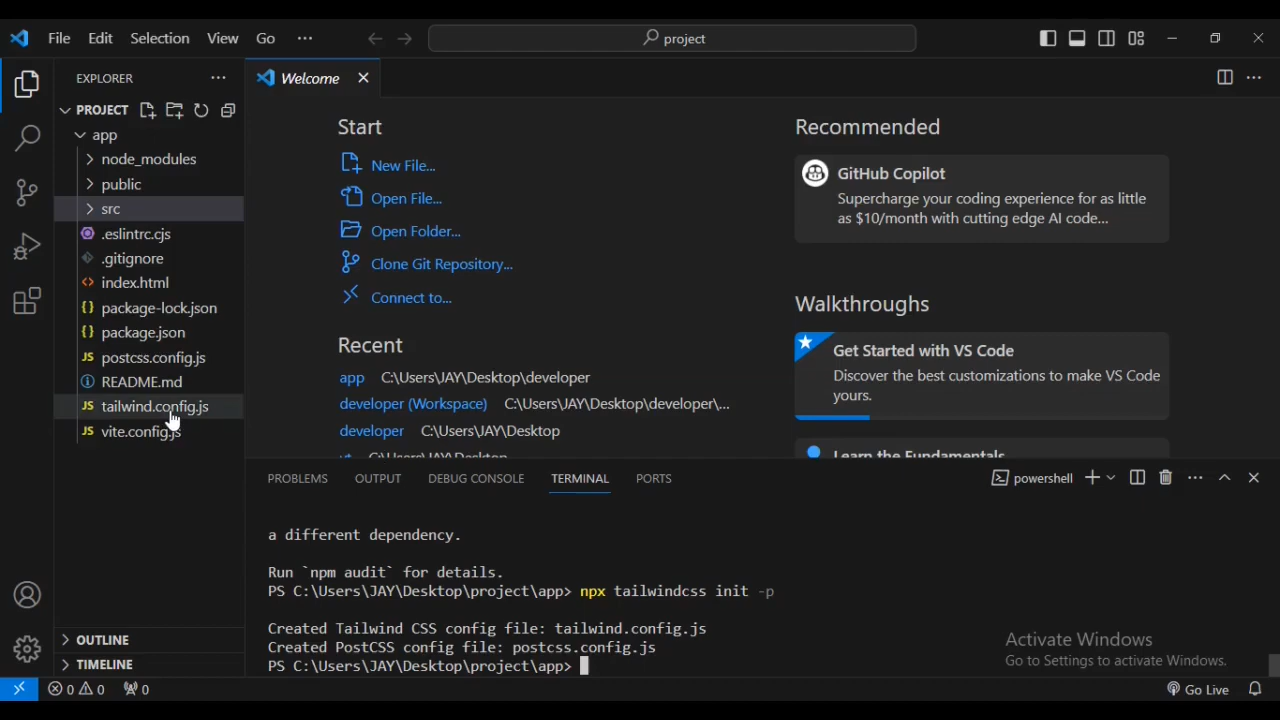 File Edit Selection View Go ··· project
EXPLORER ···
Welcome
PROJECT
app
node_modules
public
src
.eslintrc.cjs
.gitignore
index.html
package-lock.json
package.json
postcss.config.js
README.md
tailwind.config.js
vite.config.js
OUTLINE
TIMELINE
Start
New File...
Open File...
Open Folder...
Clone Git Repository...
Connect to...
Recent
app C:\Users\JAY\Desktop\developer
developer (Workspace) C:\Users\JAY\Desktop\developer\...
developer C:\Users\JAY\Desktop
C:\Users\JAY\Desktop
Recommended
GitHub Copilot
Supercharge your coding experience for as little
as $10/month with cutting edge AI code...
Walkthroughs
Get Started with VS Code
Discover the best customizations to make VS Code
yours.
Learn the Fundamentals
PROBLEMS OUTPUT DEBUG CONSOLE TERMINAL PORTS powershell
a different dependency.
Run `npm audit` for details.
PS C:\Users\JAY\Desktop\project\app> npx tailwindcss init -p
Created Tailwind CSS config file: tailwind.config.js
Created PostCSS config file: postcss.config.js
PS C:\Users\JAY\Desktop\project\app>
Activate Windows
Go to Settings to activate Windows.
0 0 0 Go Live